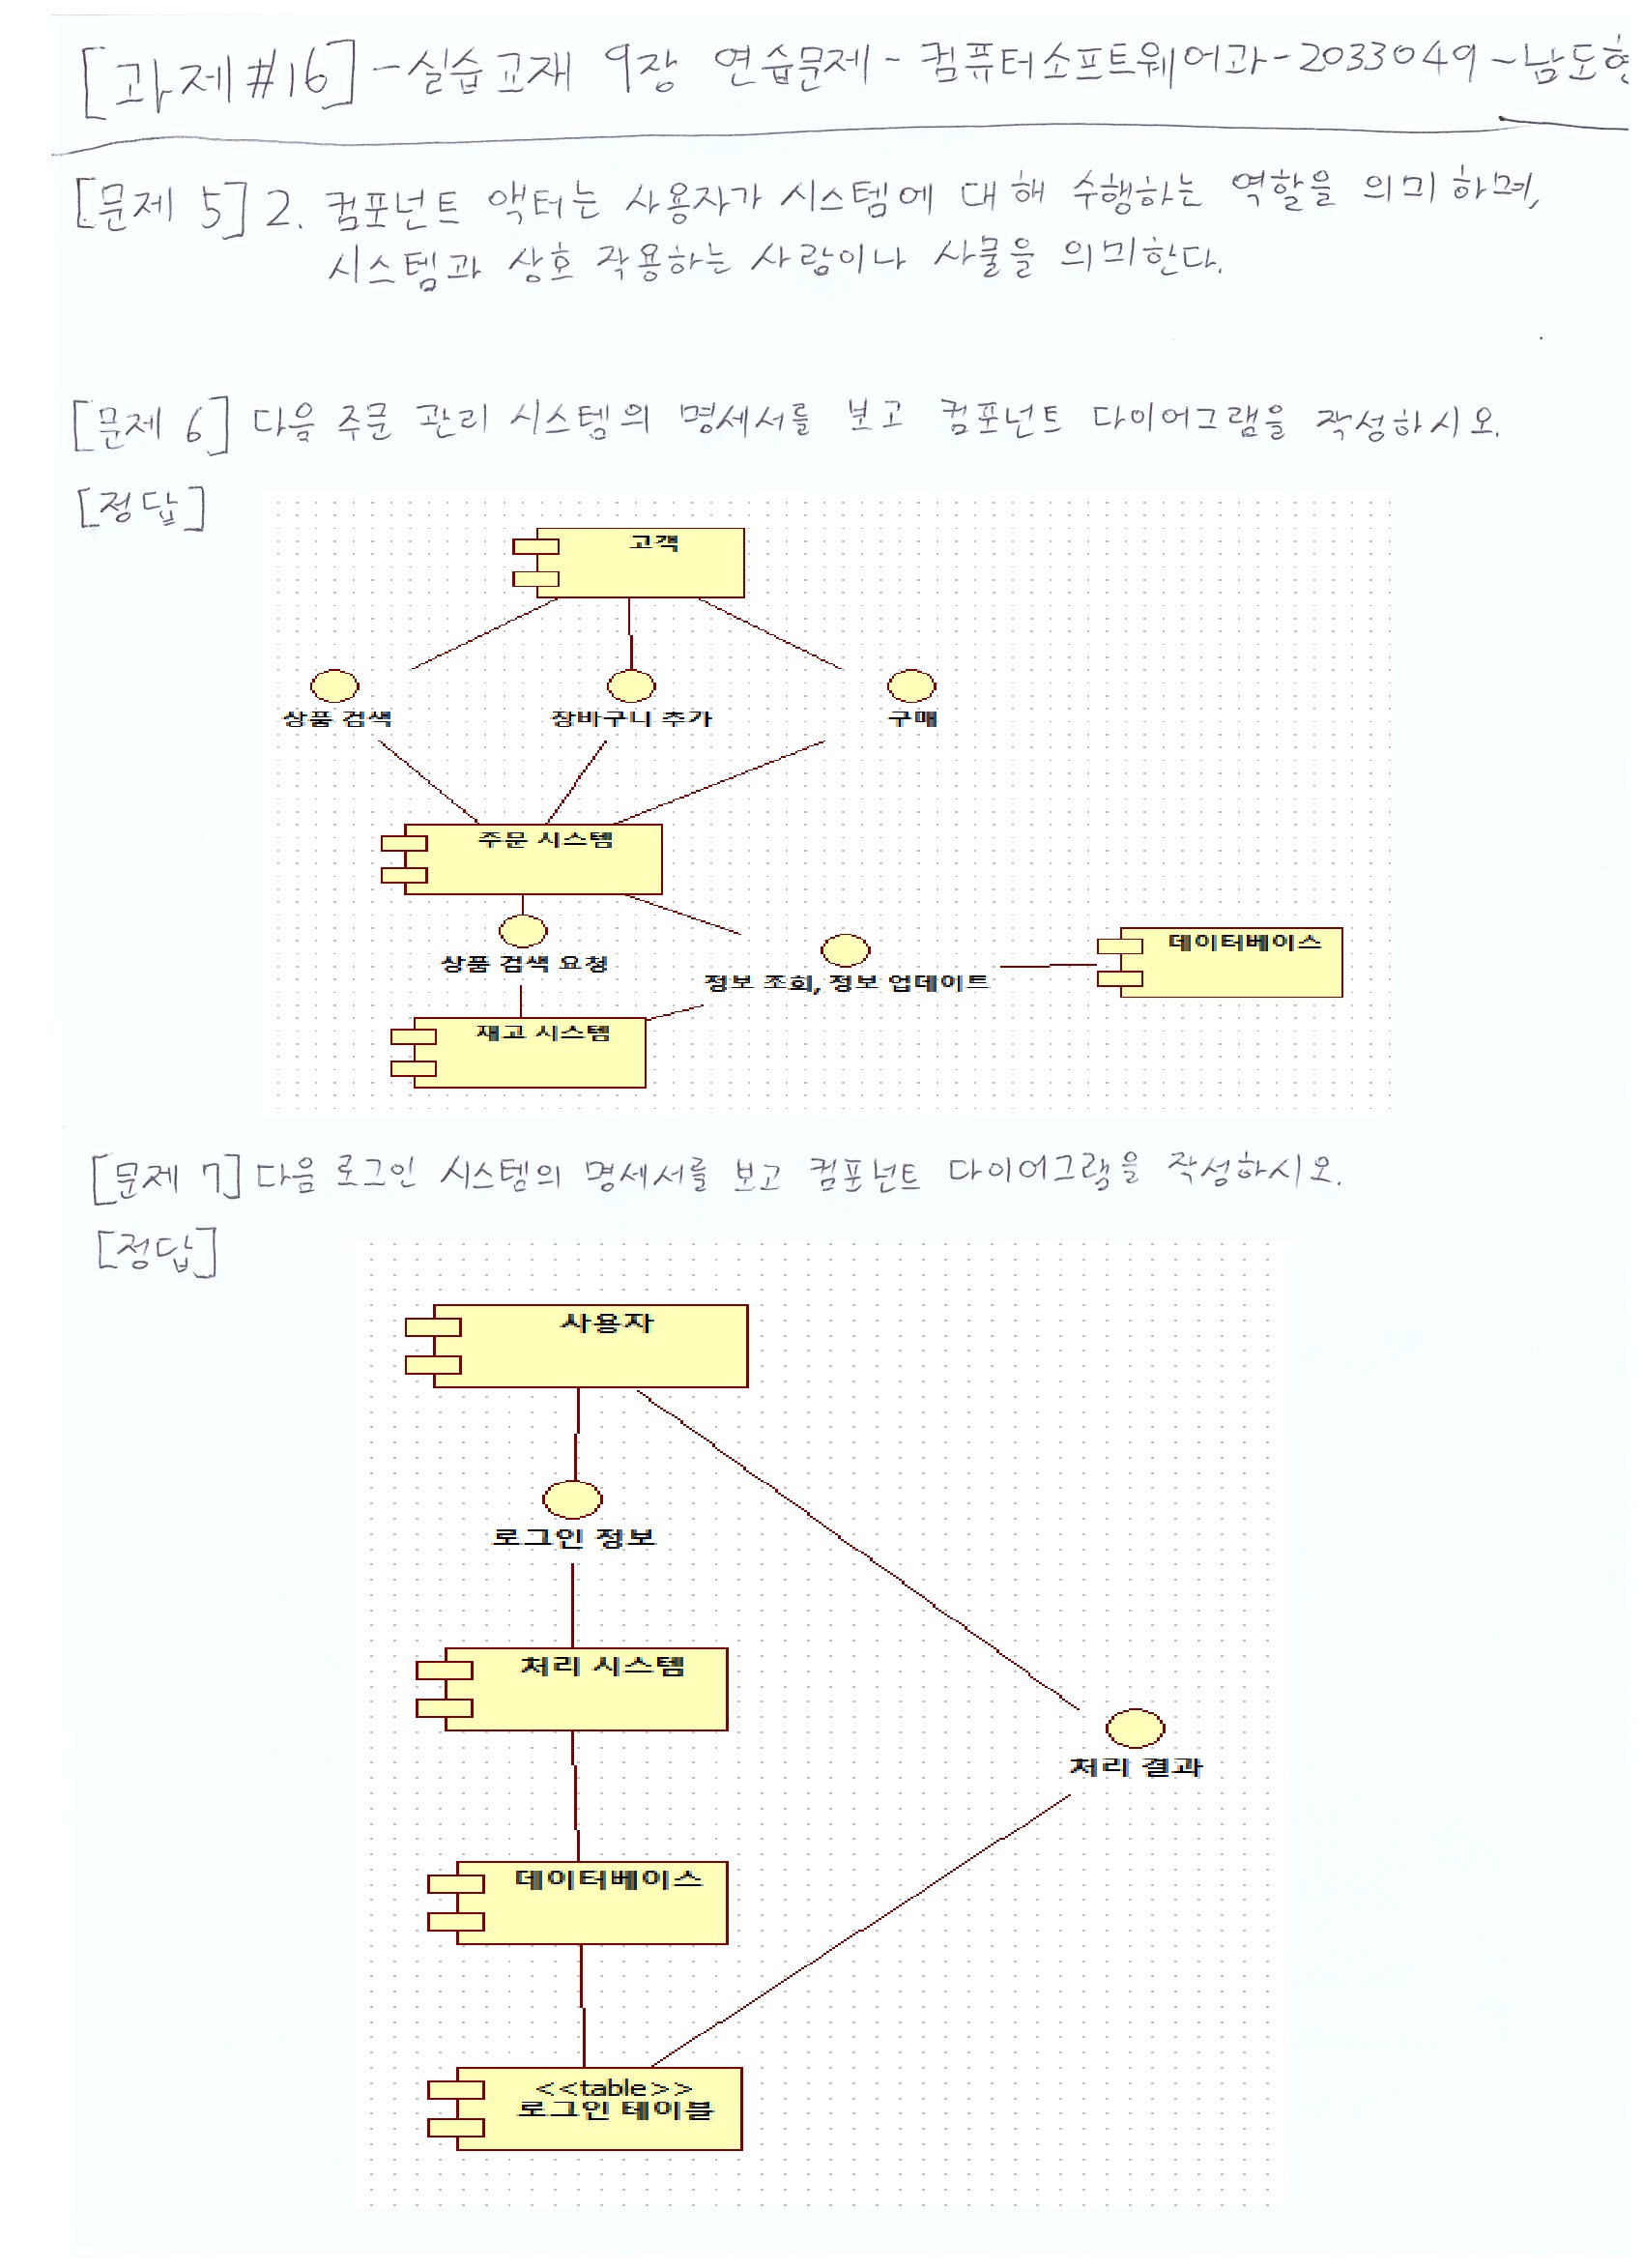 [과제#16]-실습교재 9장 연습문제-컴퓨터소프트웨어과-2033049-남도현
[문제 5] 2. 컴포넌트 액터는 사용자가 시스템에 대해 수행하는 역할을 의미하며,
시스템과 상호 작용하는 사람이나 사물을 의미한다.
[문제 6] 다음 주문 관리 시스템의 명세서를 보고 컴포넌트 다이어그램을 작성하시오.
[정답]
고객
상품 검색 장바구니 추가 구매
주문 시스템
데이터베이스
상품 검색 요청
정보 조회, 정보 업데이트
재고 시스템
[문제 7] 다음 로그인 시스템의 명세서를 보고 컴포넌트 다이어그램을 작성하시오.
[정답]
사용자
로그인 정보
처리 시스템
처리 결과
데이터베이스
<<table>>
로그인 테이블